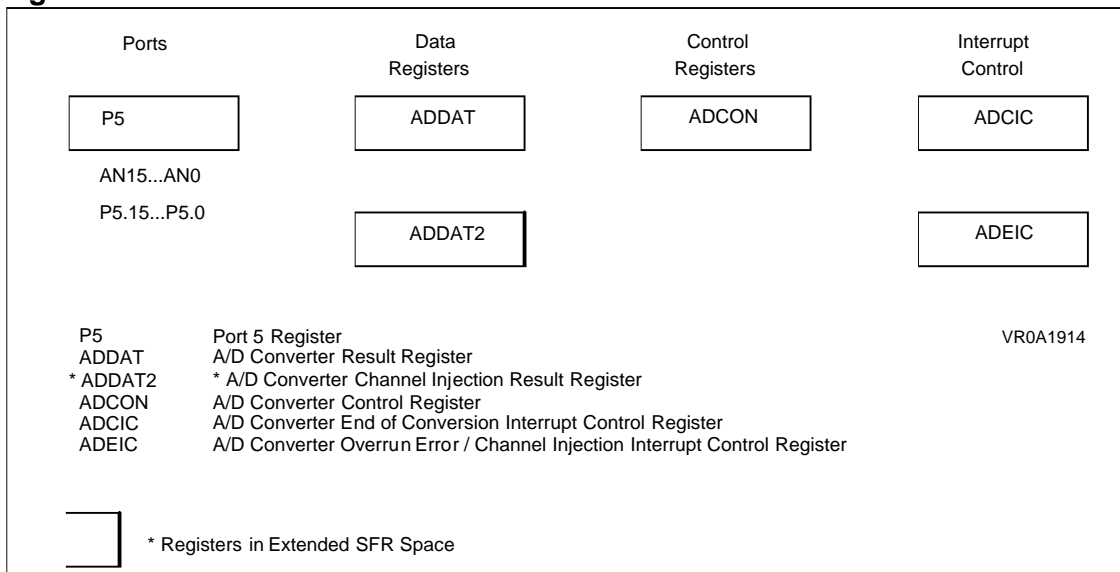 Ports Data Registers Control Registers Interrupt Control
P5 ADDAT ADCON ADCIC
AN15...AN0
P5.15...P5.0
ADDAT2 ADEIC
P5 Port 5 Register VR0A1914
ADDAT A/D Converter Result Register
* ADDAT2 * A/D Converter Channel Injection Result Register
ADCON A/D Converter Control Register
ADCIC A/D Converter End of Conversion Interrupt Control Register
ADEIC A/D Converter Overrun Error / Channel Injection Interrupt Control Register
* Registers in Extended SFR Space